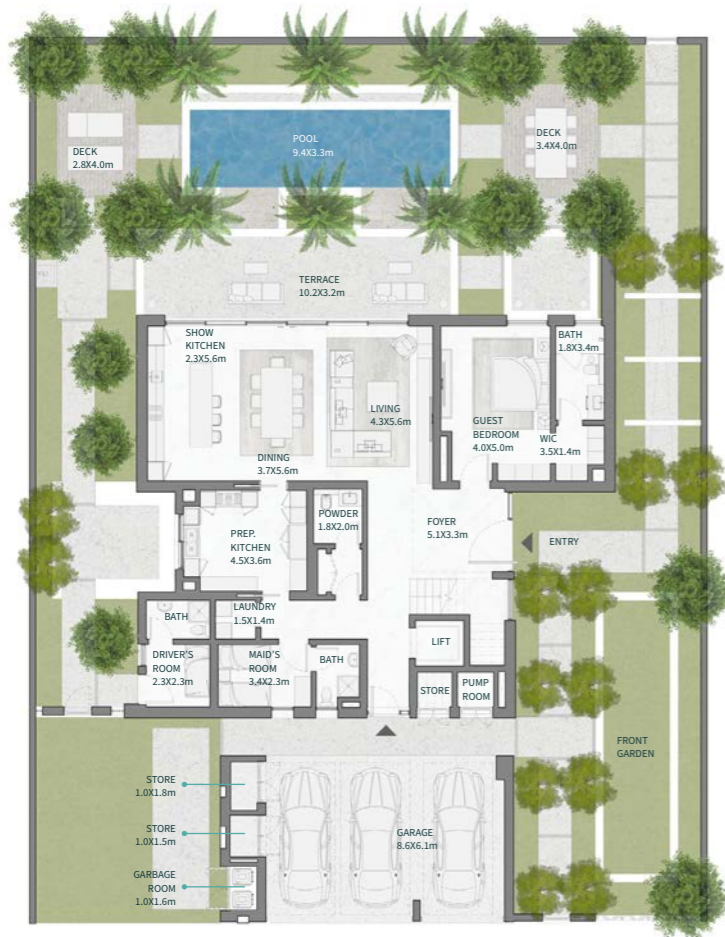 POOL
9.4X3.3m
DECK
2.8X4.0m
DECK
3.4X4.0m
TERRACE
10.2X3.2m
SHOW
KITCHEN
2.3X5.6m
BATH
1.8X3.4m
LIVING
4.3X5.6m
GUEST
BEDROOM
4.0X5.0m
WIC
3.5X1.4m
DINING
3.7X5.6m
POWDER
1.8X2.0m
FOYER
5.1X3.3m
PREP.
KITCHEN
4.5X3.6m
ENTRY
LAUNDRY
1.5X1.4m
BATH
LIFT
DRIVER'S
ROOM
2.3X2.3m
MAID'S
ROOM
3.4X2.3m
BATH
STORE
PUMP
ROOM
FRONT
GARDEN
STORE
1.0X1.8m
STORE
1.0X1.5m
GARAGE
8.6X6.1m
GARBAGE
ROOM
1.0X1.6m